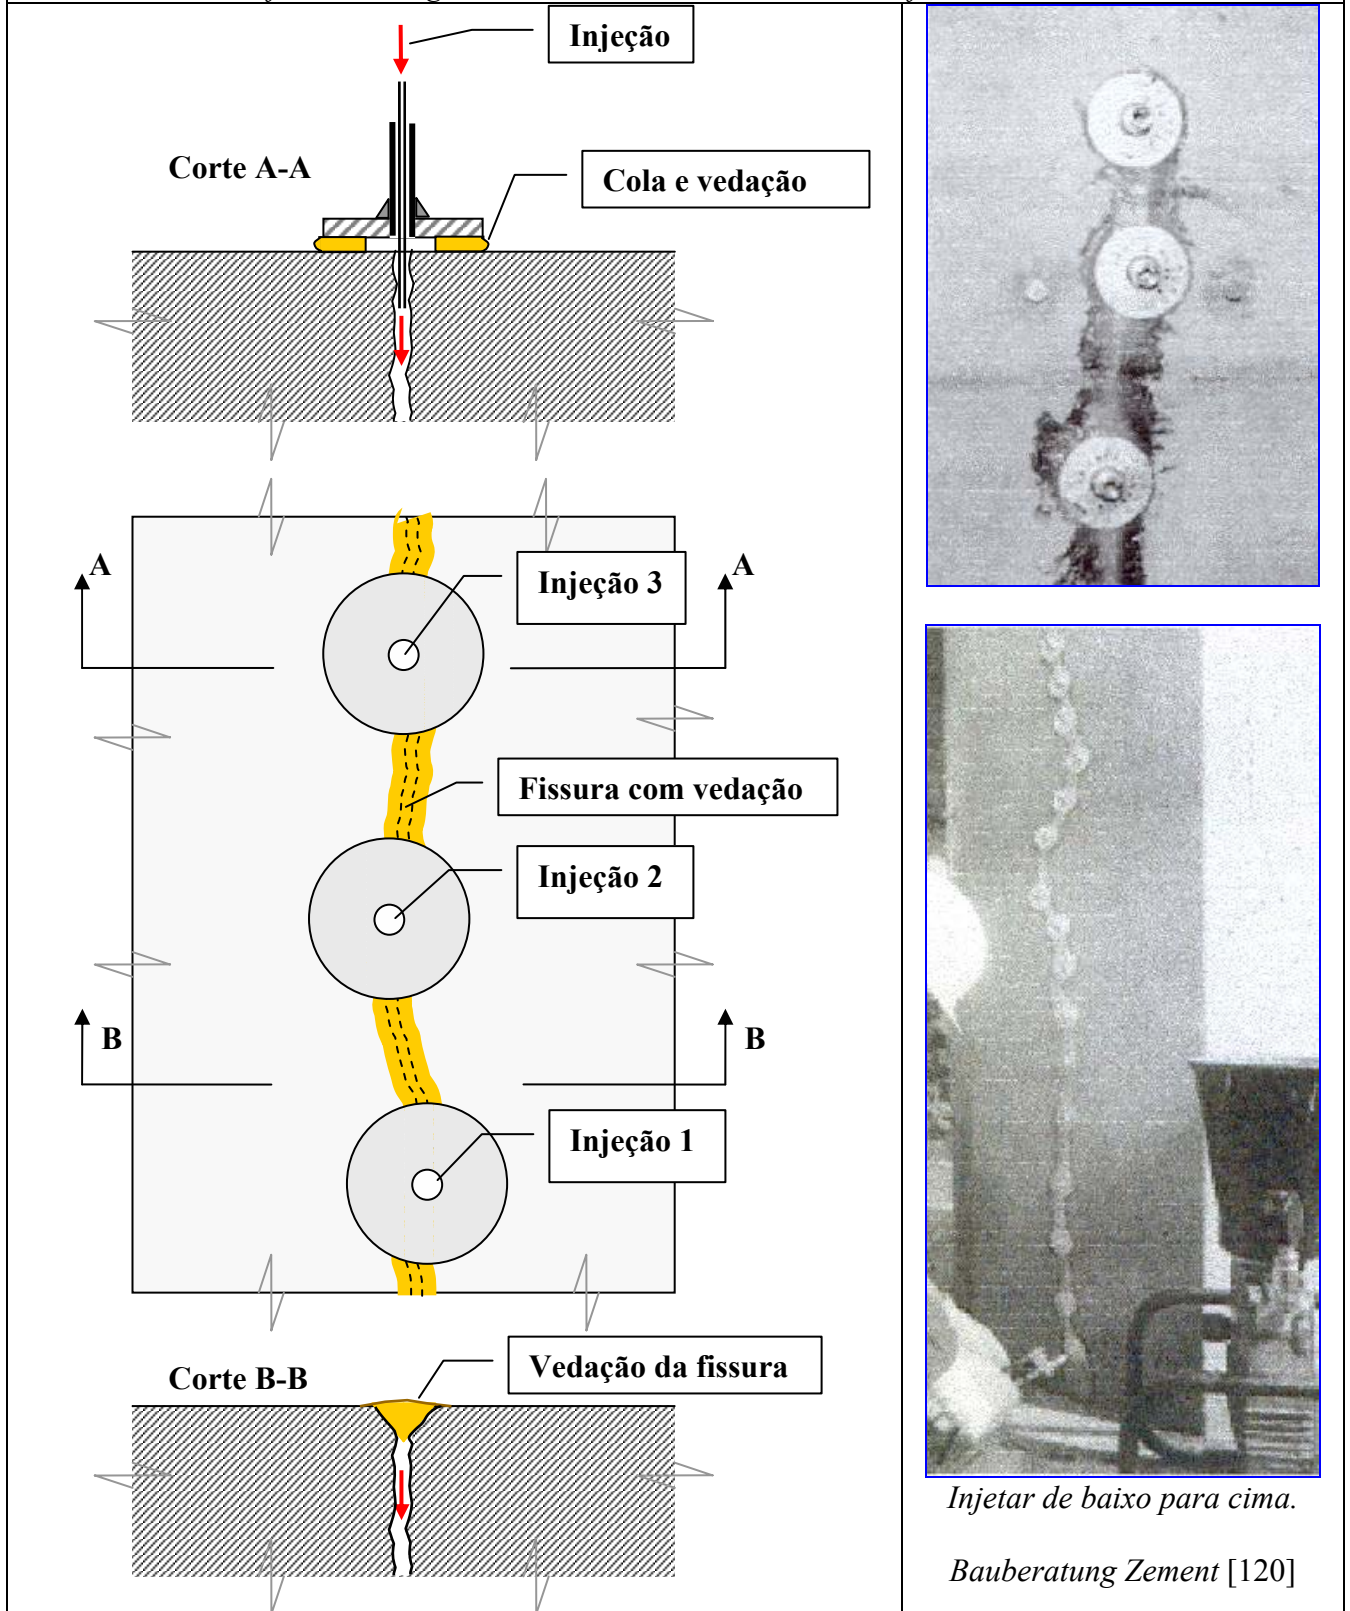 Injeção
Corte A-A
Cola e vedação
A
A
Injeção 3
Fissura com vedação
Injeção 2
B
B
Injeção 1
Corte B-B
Vedação da fissura
Injetar de baixo para cima.
Bauberatung Zement [120]